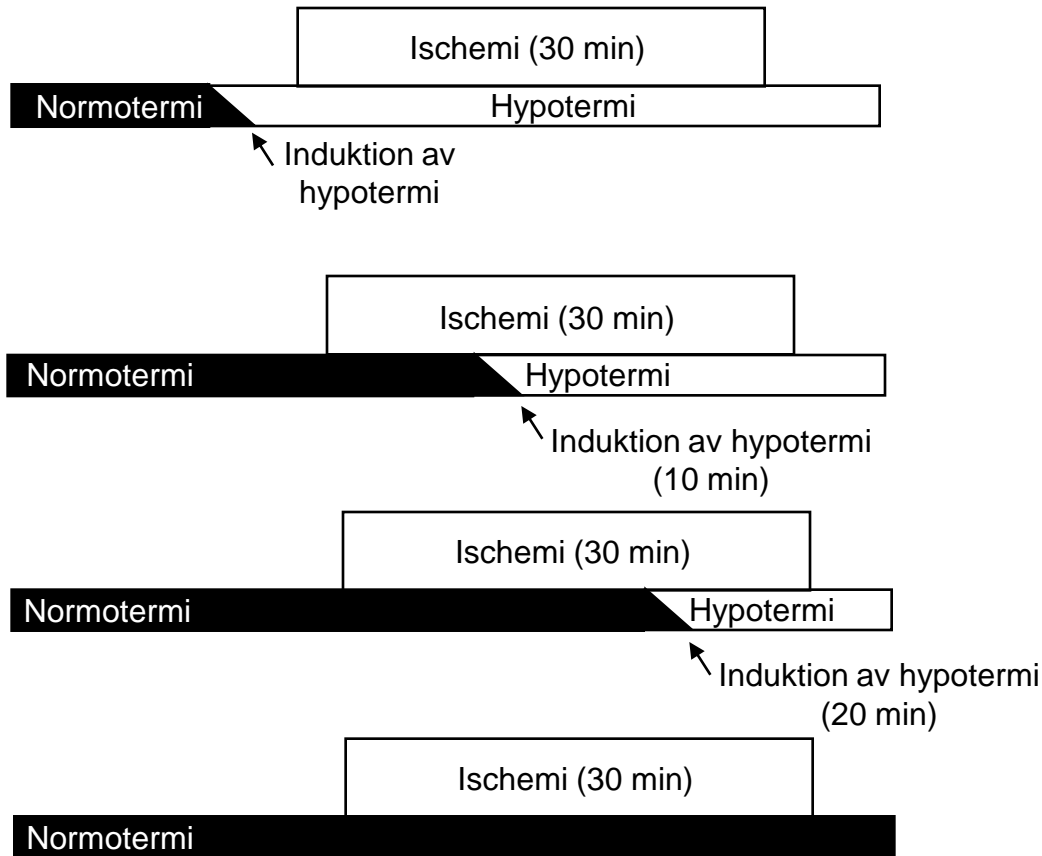 Ischemi (30 min)
Normotermi
Hypotermi
Induktion av
hypotermi
Ischemi (30 min)
Normotermi
Hypotermi
Induktion av hypotermi
(10 min)
Ischemi (30 min)
Normotermi
Hypotermi
Induktion av hypotermi
(20 min)
Ischemi (30 min)
Normotermi